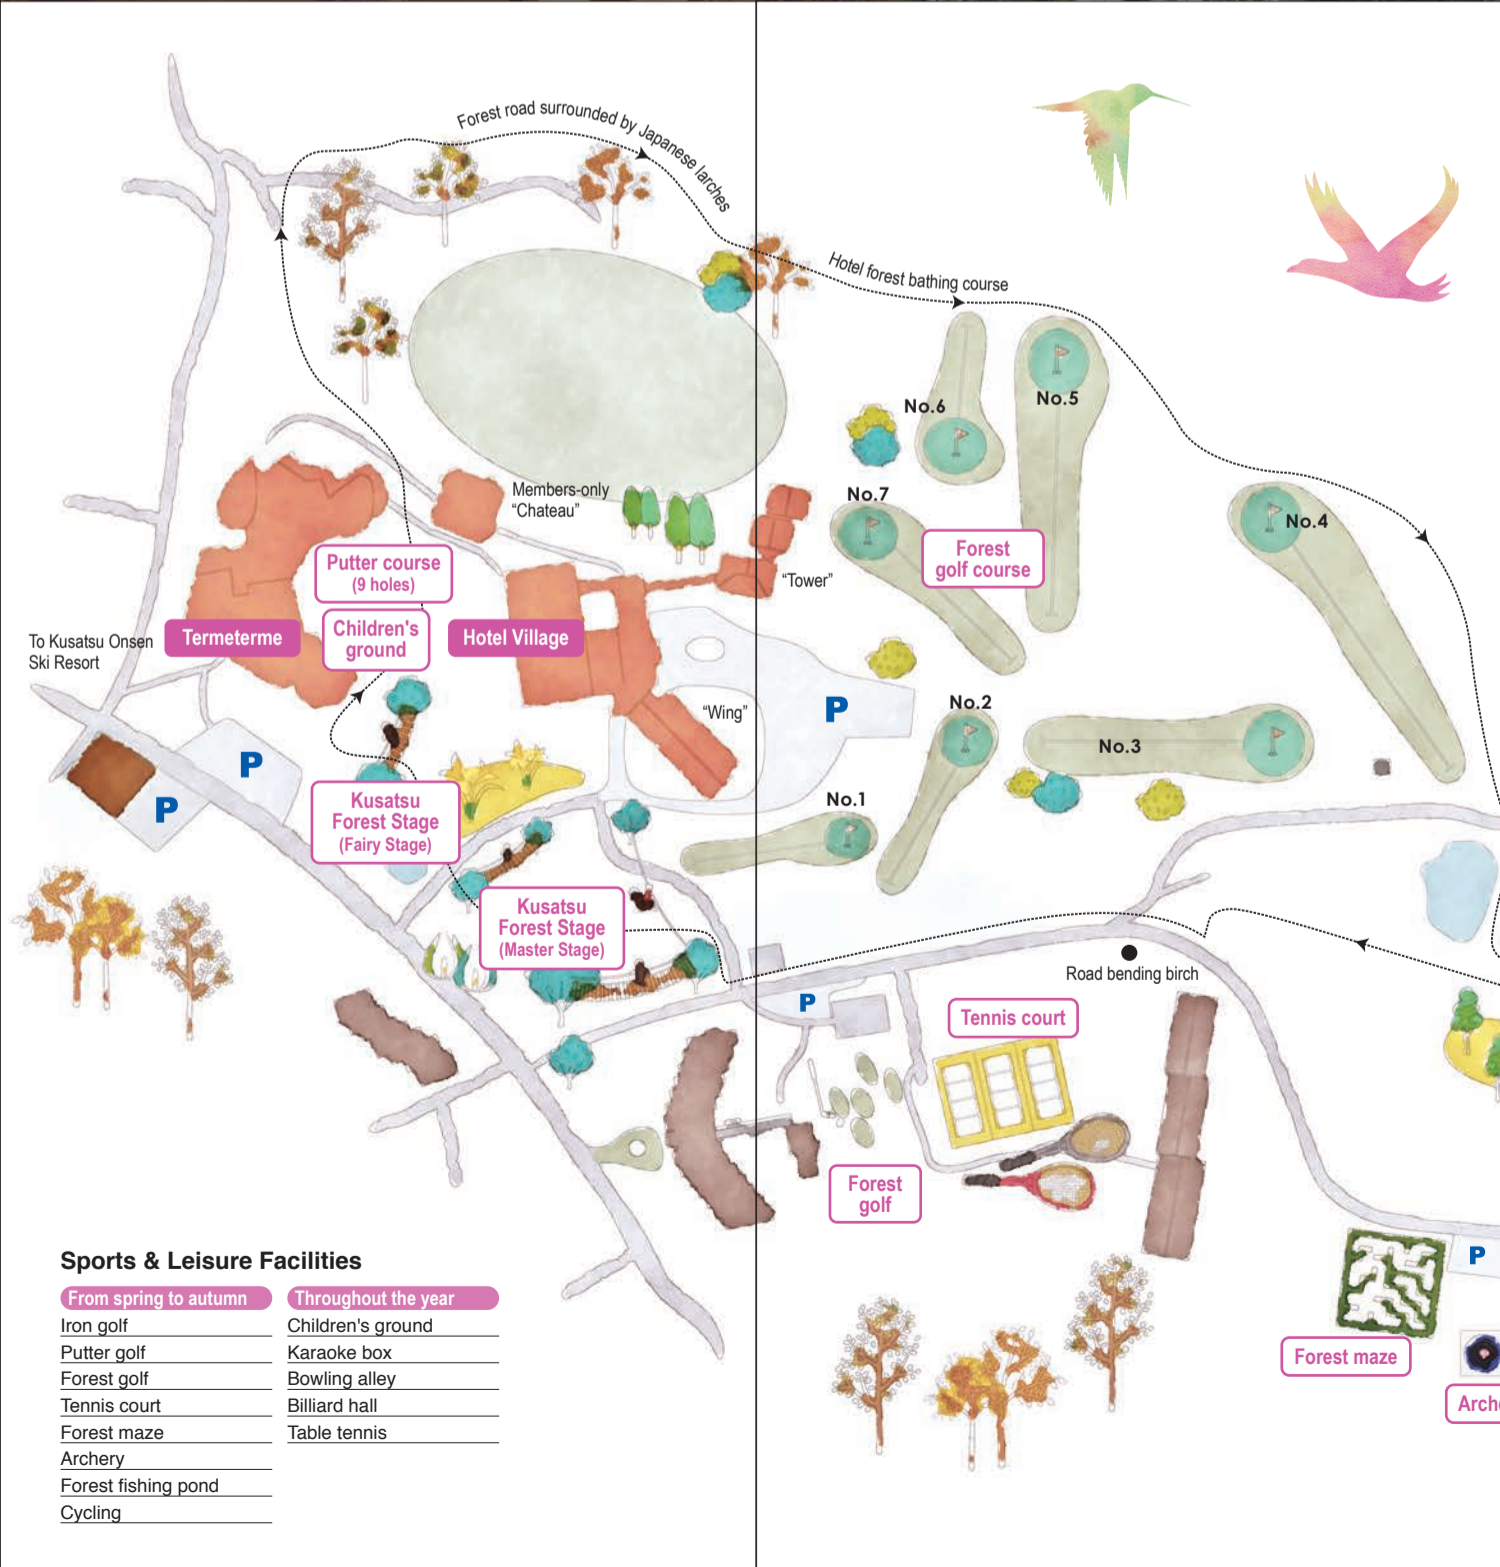 Forest road surrounded by Japanese larches
Hotel forest bathing course
No.6
No.5
No.7
No.4
Members-only
“Chateau”
Forest
golf course
Putter course
(9 holes)
“Tower”
To Kusatsu Onsen
Ski Resort
Termeterme
Children's
ground
Hotel Village
“Wing”
P
No.2
No.3
P
P
Kusatsu
Forest Stage
(Fairy Stage)
No.1
Kusatsu
Forest Stage
(Master Stage)
Road bending birch
P
Tennis court
Forest
golf
P
Forest maze
Arch
Sports & Leisure Facilities
From spring to autumn
Iron golf
Putter golf
Forest golf
Tennis court
Forest maze
Archery
Forest fishing pond
Cycling
Throughout the year
Children's ground
Karaoke box
Bowling alley
Billiard hall
Table tennis